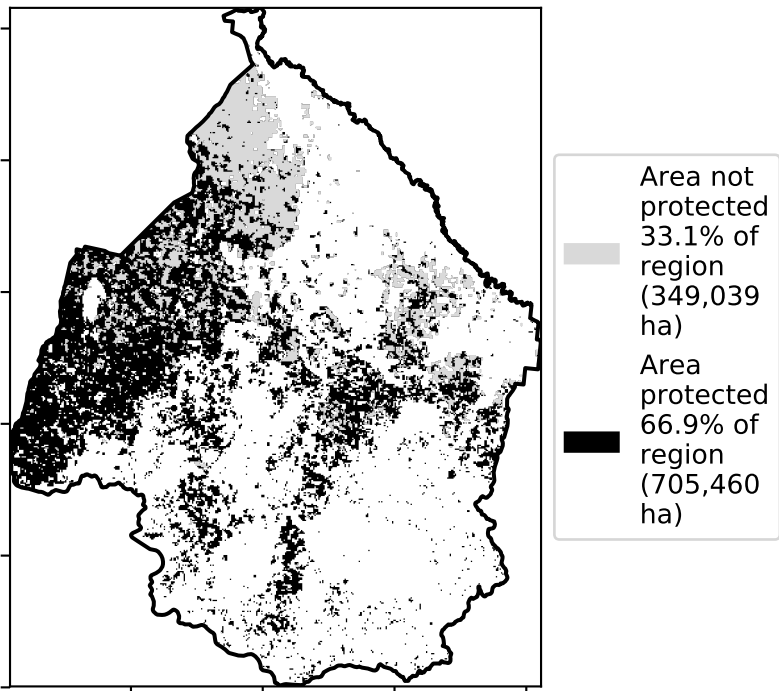 Area not
protected
33.1% of
region
(349,039
ha)
Area
protected
66.9% of
region
(705,460
ha)